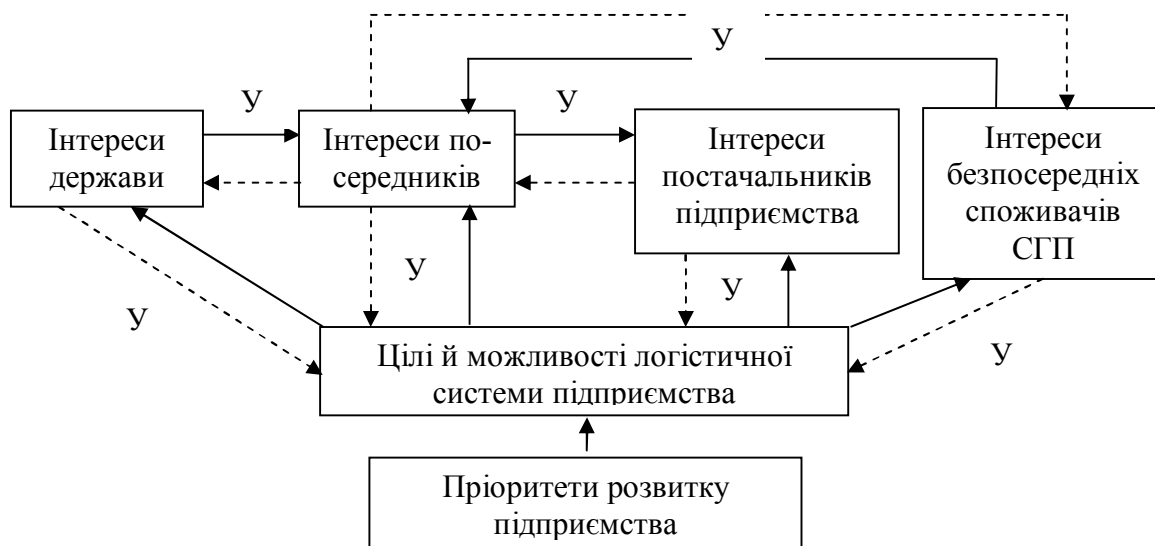 У
У
У
Інтереси
держави
Інтереси по-
середників
Інтереси
постачальників
підприємства
Інтереси
безпосередніх
споживачів
СГП
У
У
У
У
Цілі й можливості логістичної
системи підприємства
Пріоритети розвитку
підприємства